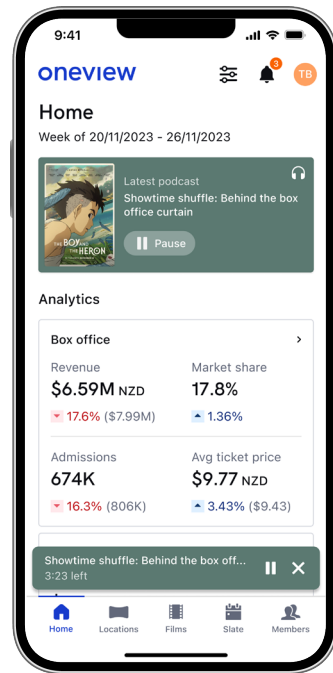 9:41
oneview
3
TB
Home
Week of 20/11/2023 - 26/11/2023
Latest podcast
Showtime shuffle: Behind the box
office curtain
THE BOY AND
THE HERON
Pause
Analytics
Box office
Revenue
Market share
$6.59M NZD
17.8%
17.6% ($7.99M)
1.36%
Admissions
Avg ticket price
674K
$9.77 NZD
16.3% (806K)
3.43% ($9.43)
Showtime shuffle: Behind the box off...
3:23 left
Home
Locations
Films
Slate
Members